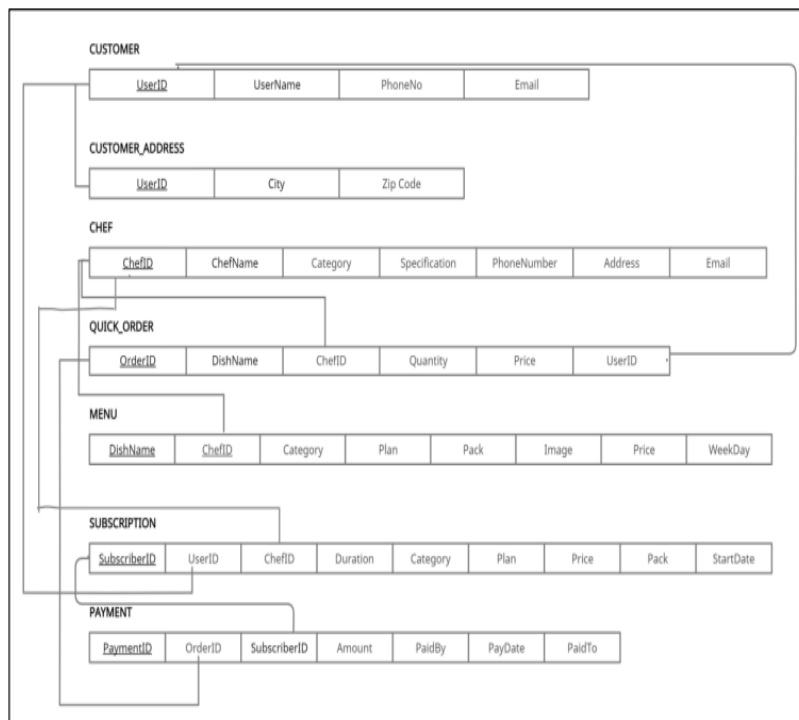 CUSTOMER
UserID UserName PhoneNo Email
CUSTOMER_ADDRESS
UserID City Zip Code
CHEF
ChefID ChefName Category Specification PhoneNumber Address Email
QUICK_ORDER
OrderID DishName ChefID Quantity Price UserID
MENU
DishName ChefID Category Plan Pack Image Price WeekDay
SUBSCRIPTION
SubscriberID UserID ChefID Duration Category Plan Price Pack StartDate
PAYMENT
PaymentID OrderID SubscriberID Amount PaidBy PayDate PaidTo